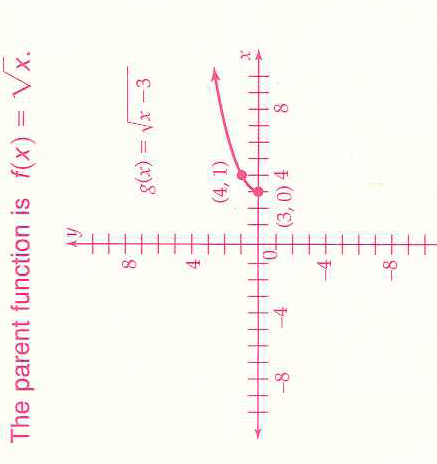 The parent function is f(x) = √x.
y
8
g(x) = √x − 3
4
(4, 1)
x
−8
−4
0
(3, 0)
4
8
−4
−8